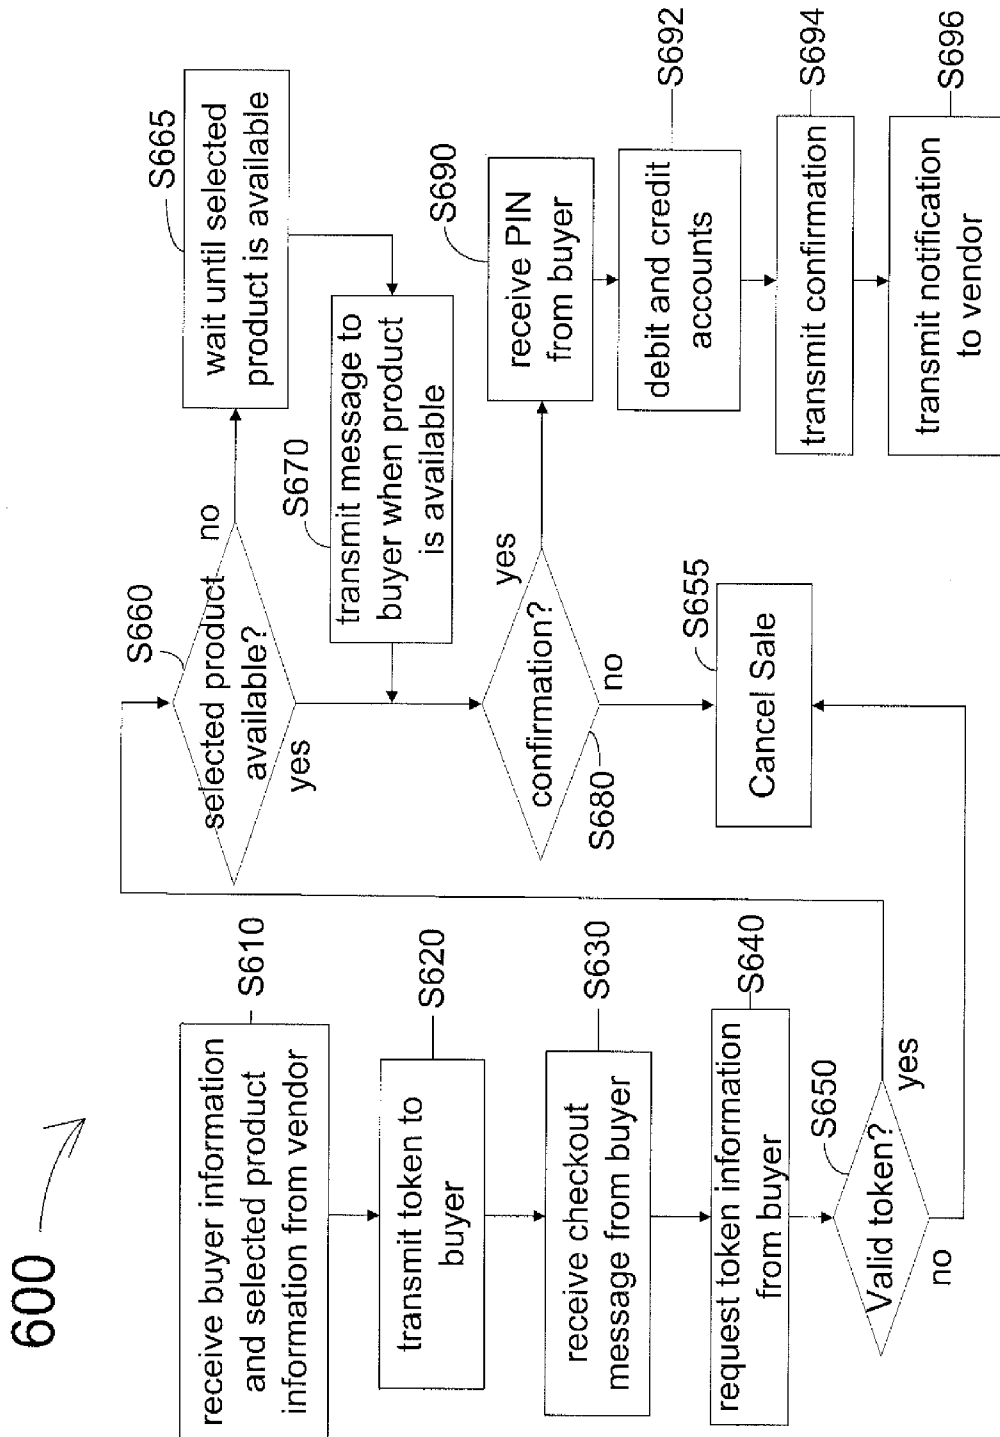 600
receive buyer information
and selected product
information from vendor
S610
transmit token to
buyer
S620
receive checkout
message from buyer
S630
request token information
from buyer
S640
Valid token?
S650
yes
no
selected product
available?
S660
no
yes
wait until selected
product is available
S665
transmit message to
buyer when product
is available
S670
confirmation?
S680
yes
no
Cancel Sale
S655
receive PIN
from buyer
S690
debit and credit
accounts
S692
transmit confirmation
S694
transmit notification
to vendor
S696